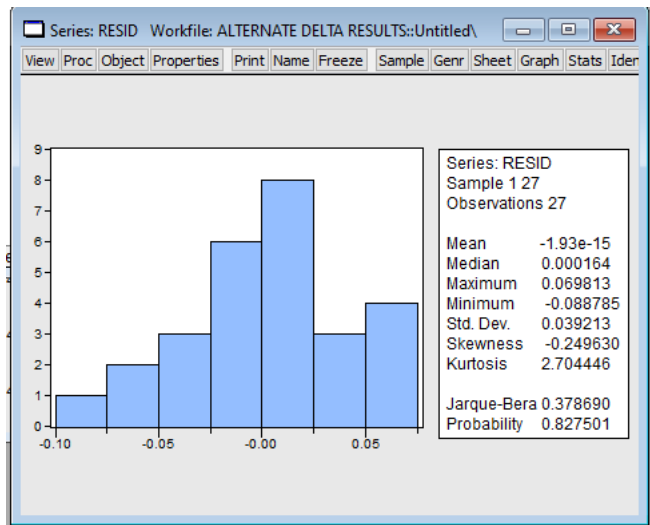 Series: RESID Workfile: ALTERNATE DELTA RESULTS::Untitled\
View Proc Object Properties Print Name Freeze Sample Genr Sheet Graph Stats Iden
9
8
7
6
5
4
3
2
1
0
-0.10 -0.05 -0.00 0.05
Series: RESID
Sample 1 27
Observations 27
Mean -1.93e-15
Median 0.000164
Maximum 0.069813
Minimum -0.088785
Std. Dev. 0.039213
Skewness -0.249630
Kurtosis 2.704446
Jarque-Bera 0.378690
Probability 0.827501